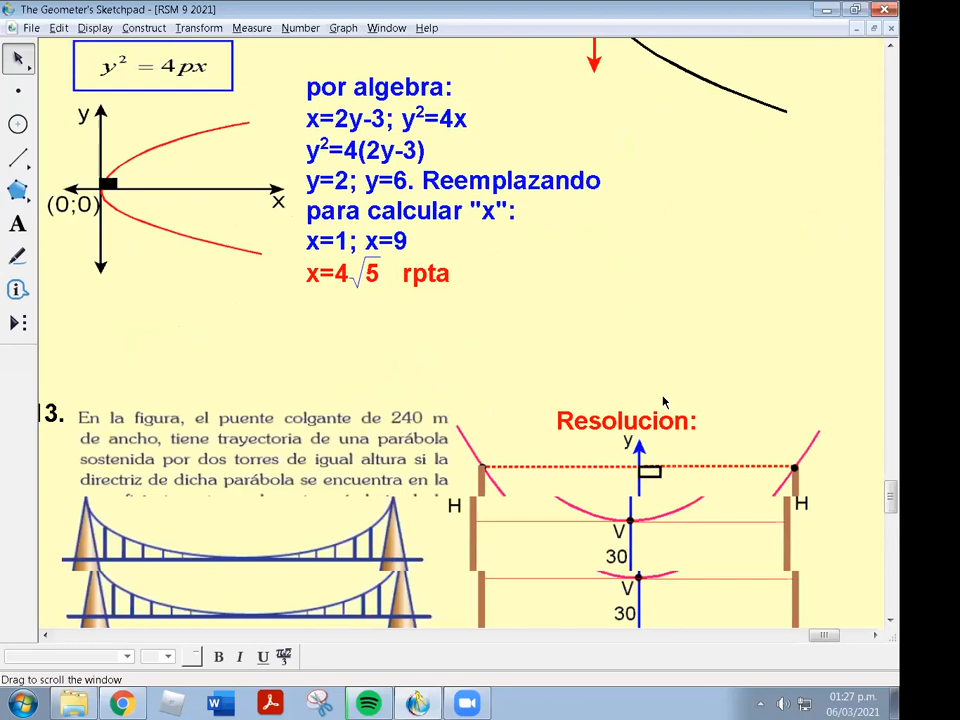 The Geometer's Sketchpad - [RSM 9 2021]
File Edit Display Construct Transform Measure Number Graph Window Help
y² = 4px
y
(0;0)
x
por algebra:
x=2y-3; y²=4x
y²=4(2y-3)
y=2; y=6. Reemplazando
para calcular "x":
x=1; x=9
x=4√5 rpta
13.
En la figura, el puente colgante de 240 m
de ancho, tiene trayectoria de una parábola
sostenida por dos torres de igual altura si la
directriz de dicha parábola se encuentra en la
Resolucion:
y
H
H
V
30
V
30
A
B I U
Drag to scroll the window
01:27 p.m.
06/03/2021